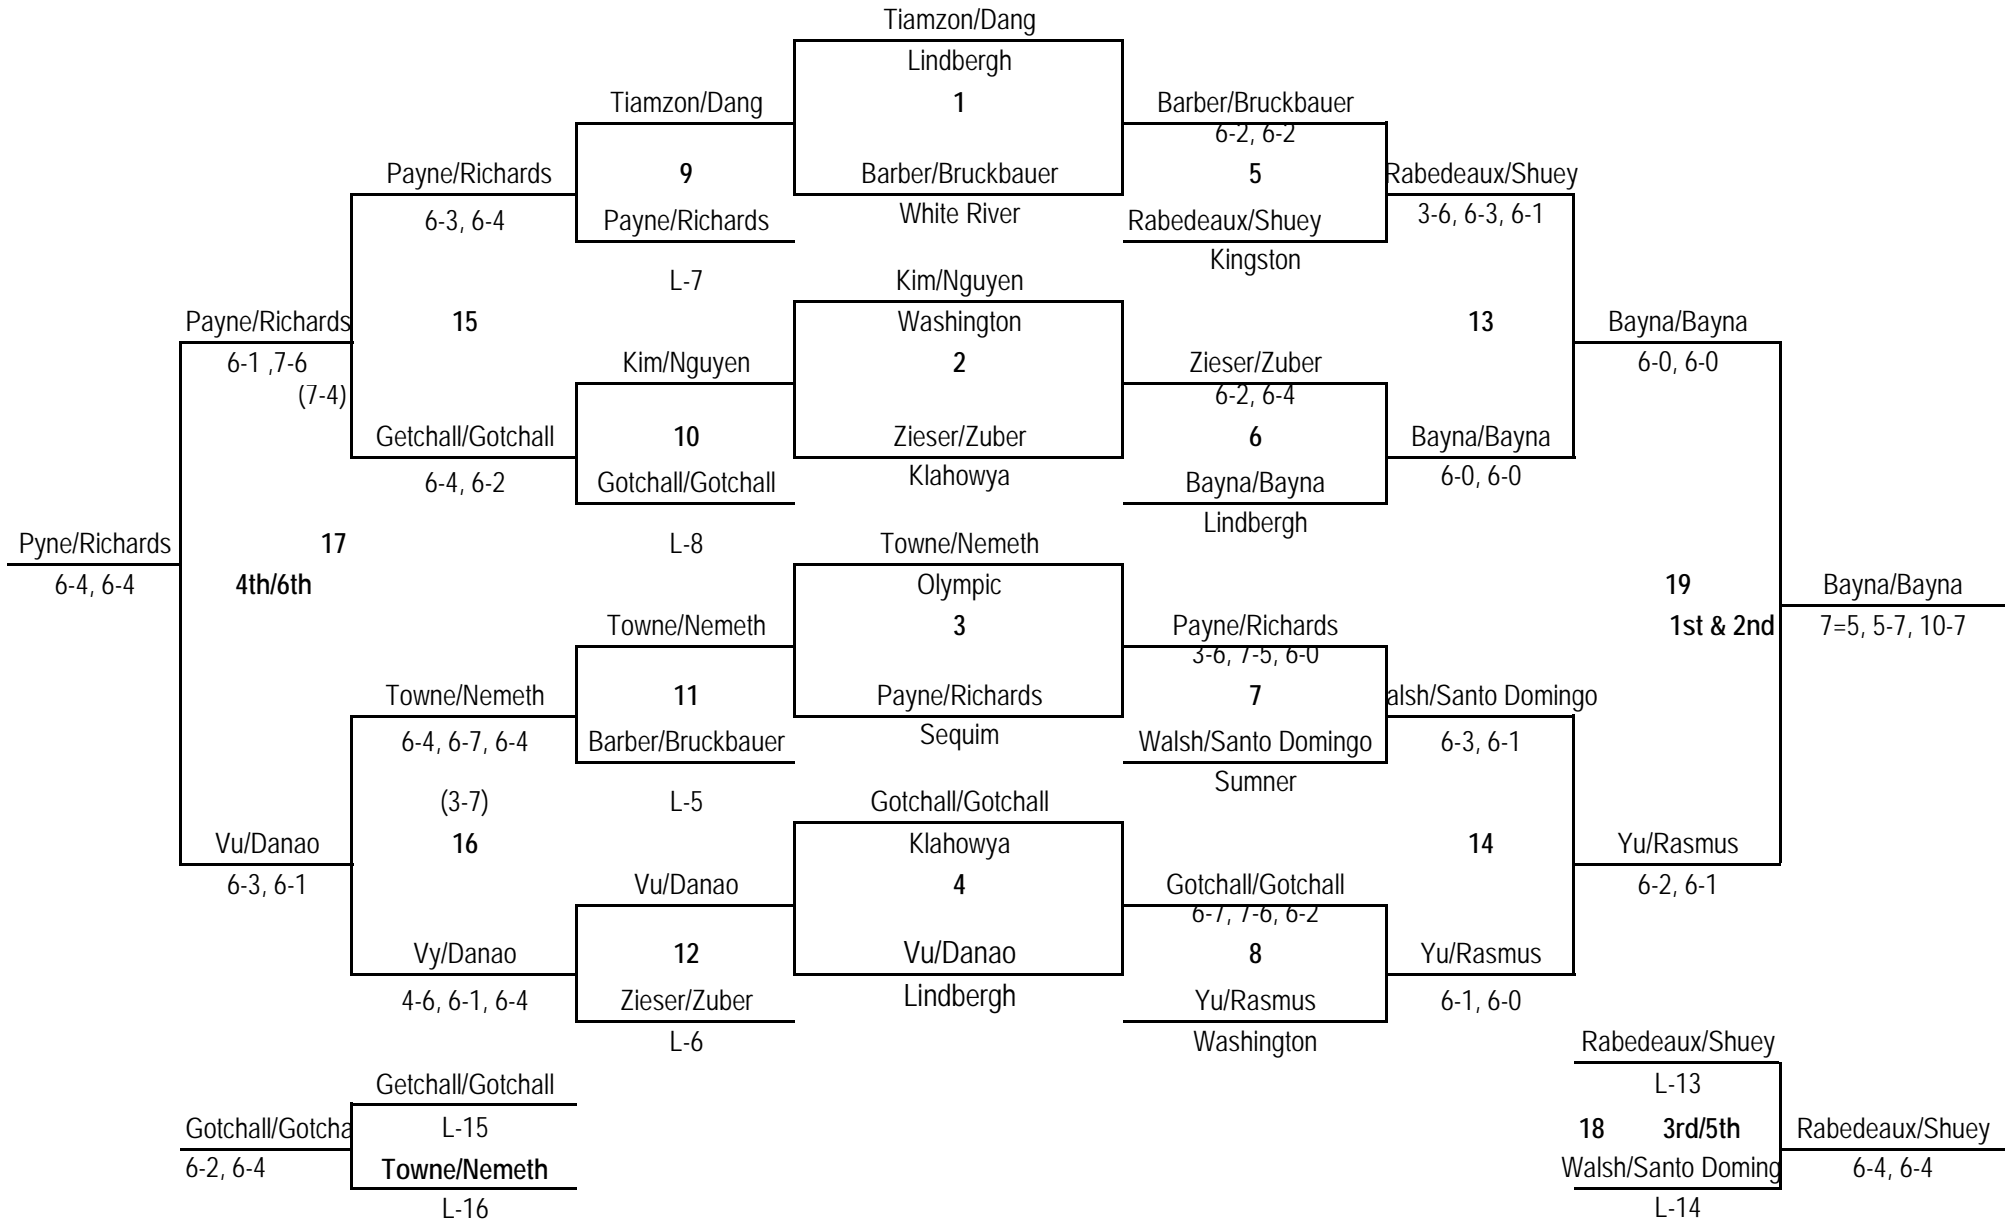 Tiamzon/Dang
Lindbergh
Tiamzon/Dang
1
Barber/Bruckbauer
6-2, 6-2
Payne/Richards
9
Barber/Bruckbauer
5
Rabedeaux/Shuey
6-3, 6-4
Payne/Richards
White River
Rabedeaux/Shuey
3-6, 6-3, 6-1
Kingston
L-7
Kim/Nguyen
Payne/Richards
15
Washington
13
Bayna/Bayna
6-1 ,7-6
Kim/Nguyen
2
Zieser/Zuber
6-0, 6-0
(7-4)
6-2, 6-4
Getchall/Gotchall
10
Zieser/Zuber
6
Bayna/Bayna
6-4, 6-2
Gotchall/Gotchall
Klahowya
Bayna/Bayna
6-0, 6-0
Lindbergh
Pyne/Richards
17
L-8
Towne/Nemeth
6-4, 6-4
4th/6th
Olympic
19
Bayna/Bayna
Towne/Nemeth
3
Payne/Richards
1st & 2nd
7=5, 5-7, 10-7
3-6, 7-5, 6-0
Towne/Nemeth
11
Payne/Richards
7
alsh/Santo Domingo
6-4, 6-7, 6-4
Barber/Bruckbauer
Sequim
Walsh/Santo Domingo
6-3, 6-1
Sumner
(3-7)
L-5
Gotchall/Gotchall
Vu/Danao
16
Klahowya
14
Yu/Rasmus
6-3, 6-1
Vu/Danao
4
Gotchall/Gotchall
6-2, 6-1
6-7, 7-6, 6-2
Vy/Danao
12
Vu/Danao
8
Yu/Rasmus
4-6, 6-1, 6-4
Zieser/Zuber
Lindbergh
Yu/Rasmus
6-1, 6-0
L-6
Washington
Rabedeaux/Shuey
Getchall/Gotchall
L-13
Gotchall/Gotcha
L-15
18
3rd/5th
Rabedeaux/Shuey
6-2, 6-4
Towne/Nemeth
Walsh/Santo Doming
6-4, 6-4
L-16
L-14